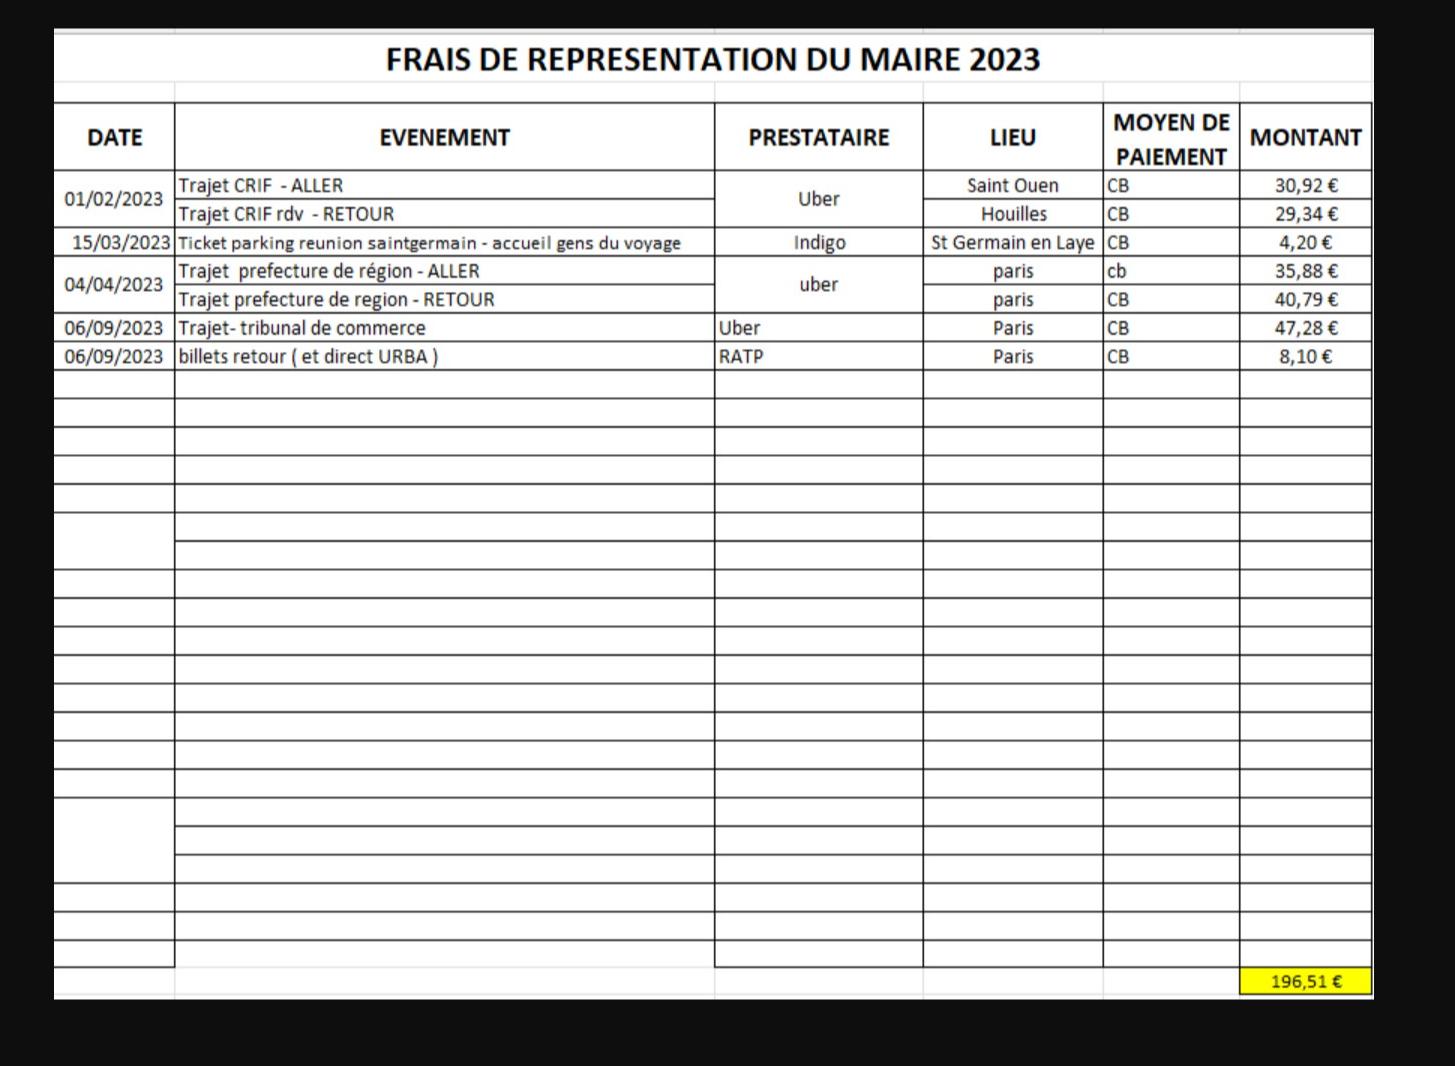 FRAIS DE REPRESENTATION DU MAIRE 2023
DATE EVENEMENT PRESTATAIRE LIEU MOYEN DE PAIEMENT MONTANT
01/02/2023 Trajet CRIF - ALLER Uber Saint Ouen CB 30,92 €
Trajet CRIF rdv - RETOUR Houilles CB 29,34 €
15/03/2023 Ticket parking reunion saintgermain - accueil gens du voyage Indigo St Germain en Laye CB 4,20 €
04/04/2023 Trajet prefecture de région - ALLER uber paris cb 35,88 €
Trajet prefecture de region - RETOUR paris CB 40,79 €
06/09/2023 Trajet- tribunal de commerce Uber Paris CB 47,28 €
06/09/2023 billets retour ( et direct URBA ) RATP Paris CB 8,10 €
196,51 €